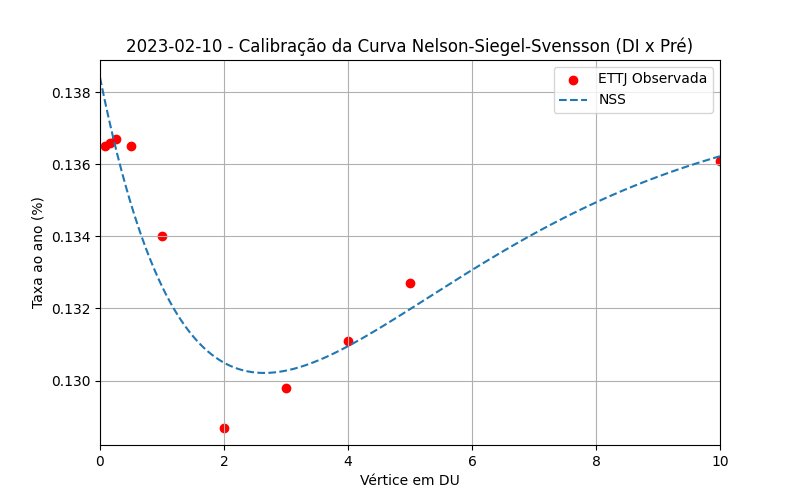 2023-02-10 - Calibração da Curva Nelson-Siegel-Svensson (DI x Pré)
ETTJ Observada
NSS
Taxa ao ano (%)
0.138
0.136
0.134
0.132
0.130
0 2 4 6 8 10
Vértice em DU